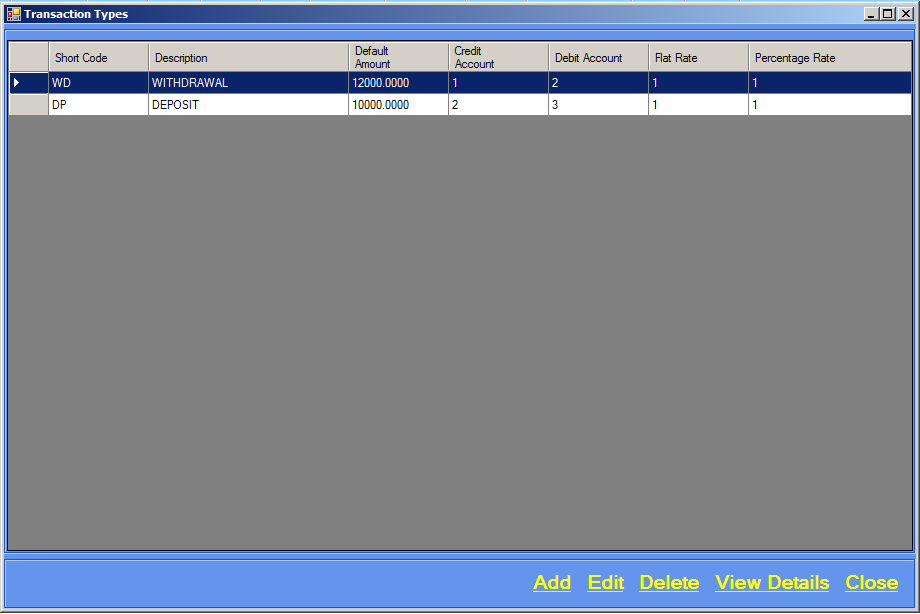 Transaction Types
Short Code Description Default Amount Credit Account Debit Account Flat Rate Percentage Rate
WD WITHDRAWAL 12000.0000 1 2 1 1
DP DEPOSIT 10000.0000 2 3 1 1
Add Edit Delete View Details Close